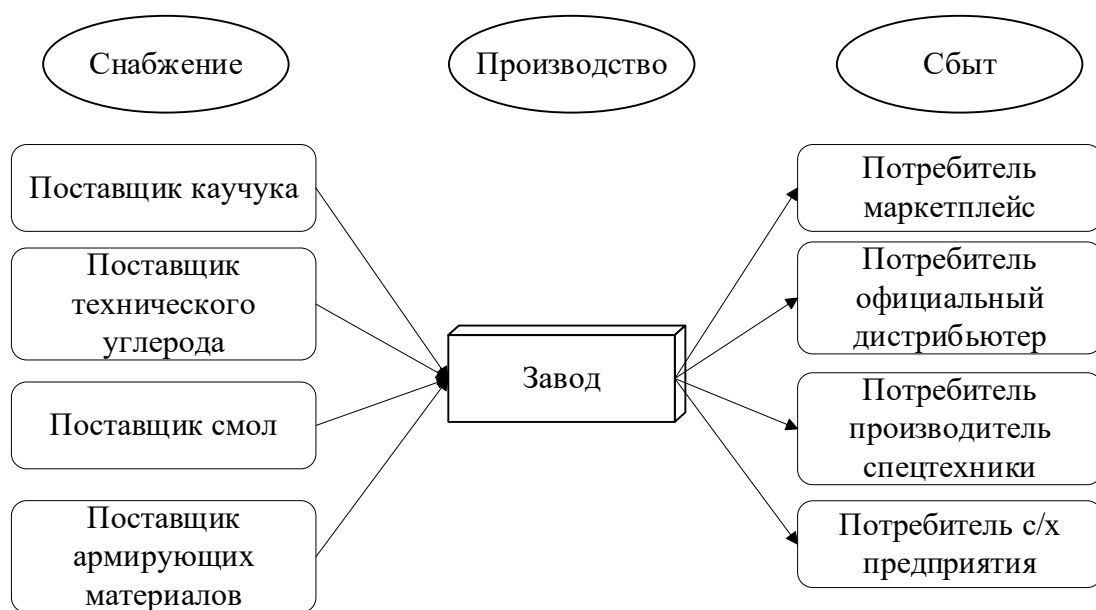 Снабжение
Производство
Сбыт
Поставщик каучука
Поставщик
технического
углерода
Поставщик смол
Поставщик
армирующих
материалов
Завод
Потребитель
маркетплейс
Потребитель
официальный
дистрибьютер
Потребитель
производитель
спецтехники
Потребитель с/х
предприятия